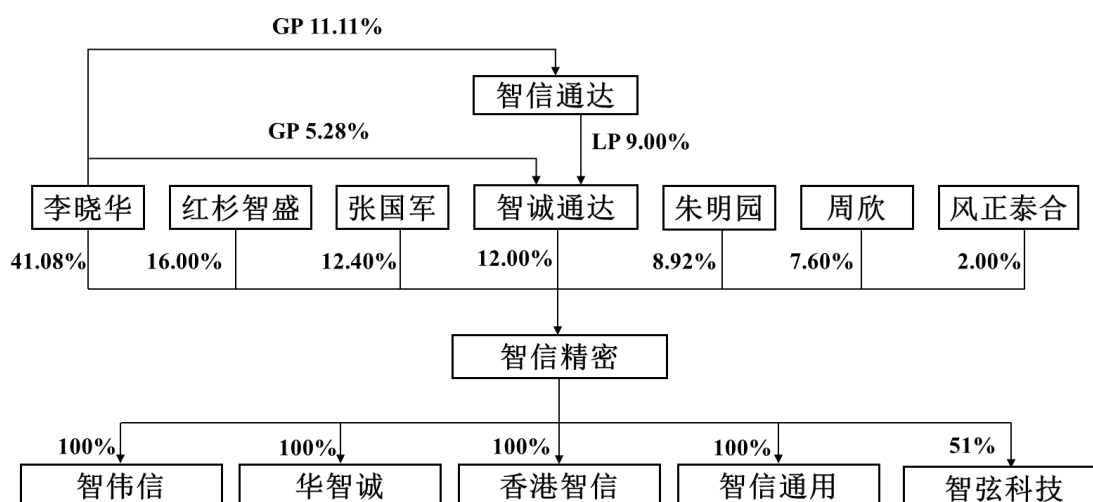 GP 11.11%
智信通达
GP 5.28%
LP 9.00%
李晓华
红杉智盛
张国军
智诚通达
朱明园
周欣
风正泰合
41.08%
16.00%
12.40%
12.00%
8.92%
7.60%
2.00%
智信精密
100%
100%
100%
100%
51%
智伟信
华智诚
香港智信
智信通用
智弦科技